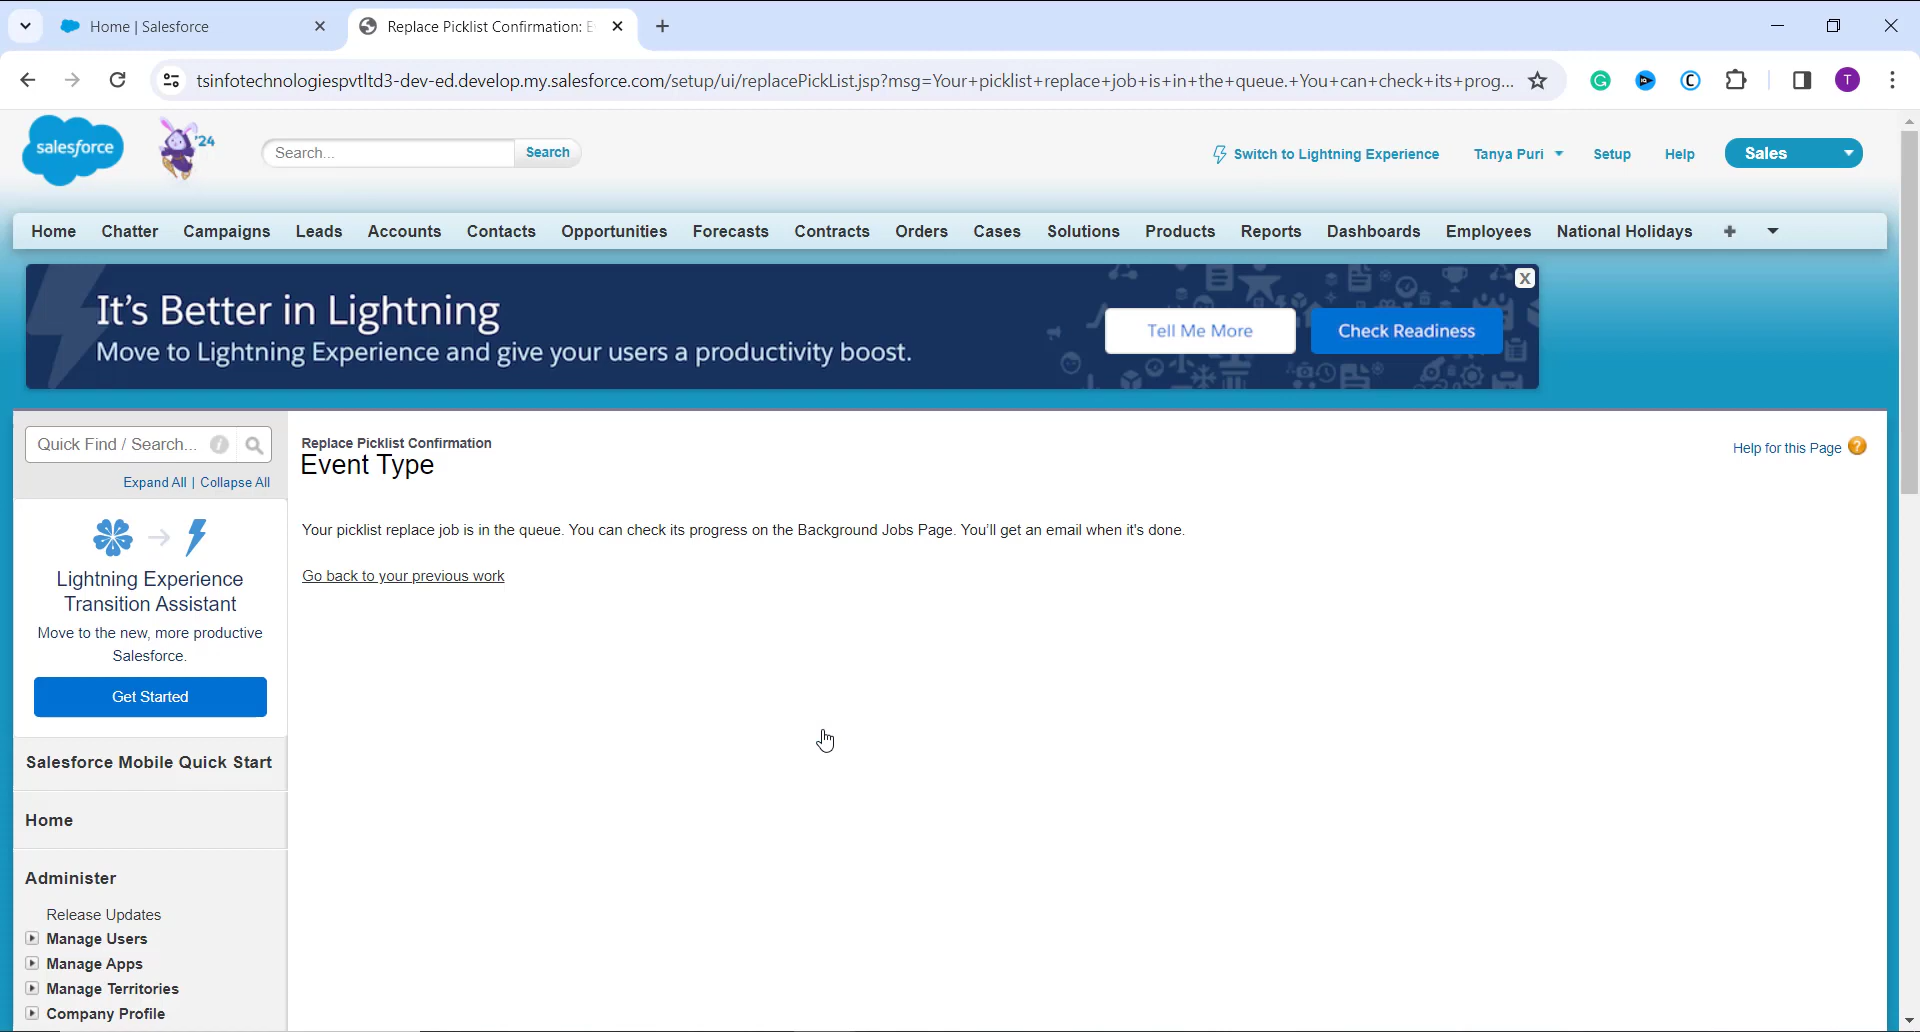 Home | Salesforce
Replace Picklist Confirmation: E
tsinfotechnologiespvtltd3-dev-ed.develop.my.salesforce.com/setup/ui/replacePickList.jsp?msg=Your+picklist+replace+job+is+in+the+queue.+You+can+check+its+prog...
T
salesforce
'24
Search...
Search
Switch to Lightning Experience
Tanya Puri
Setup
Help
Sales
Home
Chatter
Campaigns
Leads
Accounts
Contacts
Opportunities
Forecasts
Contracts
Orders
Cases
Solutions
Products
Reports
Dashboards
Employees
National Holidays
It's Better in Lightning
Move to Lightning Experience and give your users a productivity boost.
Tell Me More
Check Readiness
X
Quick Find / Search...
Expand All | Collapse All
Lightning Experience
Transition Assistant
Move to the new, more productive
Salesforce.
Get Started
Salesforce Mobile Quick Start
Home
Administer
Release Updates
Manage Users
Manage Apps
Manage Territories
Company Profile
Replace Picklist Confirmation
Event Type
Help for this Page
Your picklist replace job is in the queue. You can check its progress on the Background Jobs Page. You'll get an email when it's done.
Go back to your previous work